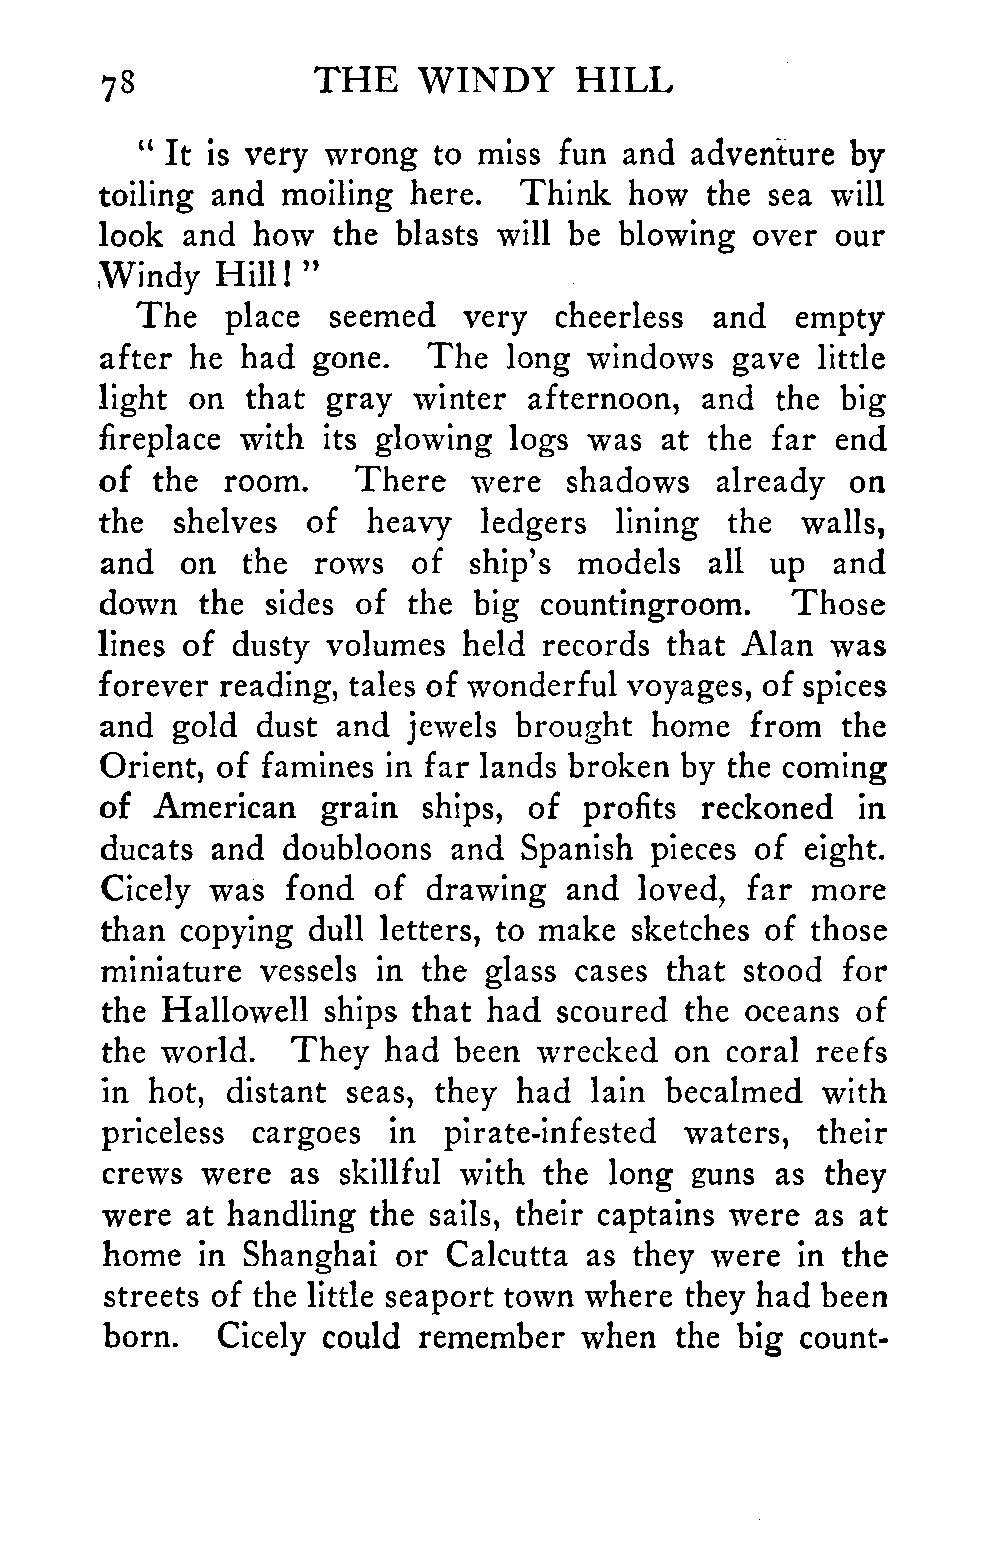 78 THE WINDY HILL
" It is very wrong to miss fun and adventure by
toiling and moiling here. Think how the sea will
look and how the blasts will be blowing over our
Windy Hill! "
The place seemed very cheerless and empty
after he had gone. The long windows gave little
light on that gray winter afternoon, and the big
fireplace with its glowing logs was at the far end
of the room. There were shadows already on
the shelves of heavy ledgers lining the walls,
and on the rows of ship's models all up and
down the sides of the big countingroom. Those
lines of dusty volumes held records that Alan was
forever reading, tales of wonderful voyages, of spices
and gold dust and jewels brought home from the
Orient, of famines in far lands broken by the coming
of American grain ships, of profits reckoned in
ducats and doubloons and Spanish pieces of eight.
Cicely was fond of drawing and loved, far more
than copying dull letters, to make sketches of those
miniature vessels in the glass cases that stood for
the Hallowell ships that had scoured the oceans of
the world. They had been wrecked on coral reefs
in hot, distant seas, they had lain becalmed with
priceless cargoes in pirate-infested waters, their
crews were as skillful with the long guns as they
were at handling the sails, their captains were as at
home in Shanghai or Calcutta as they were in the
streets of the little seaport town where they had been
born. Cicely could remember when the big count-